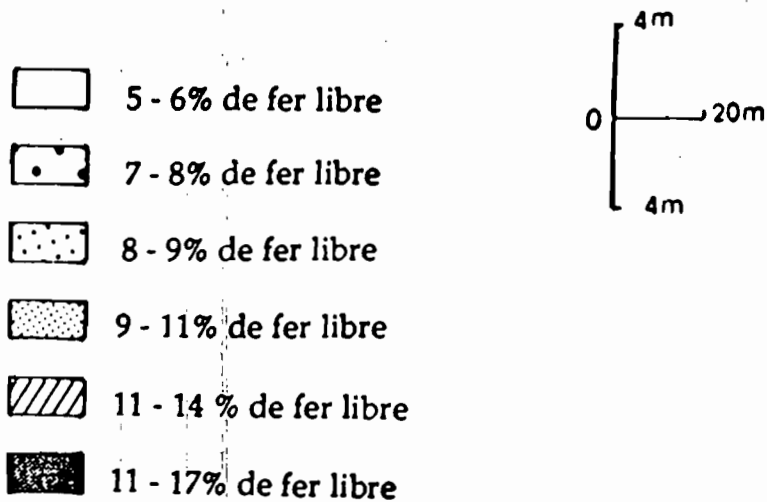 5 - 6% de fer libre
7 - 8% de fer libre
8 - 9% de fer libre
9 - 11% de fer libre
11 - 14 % de fer libre
11 - 17% de fer libre
4m
0 20m
4m